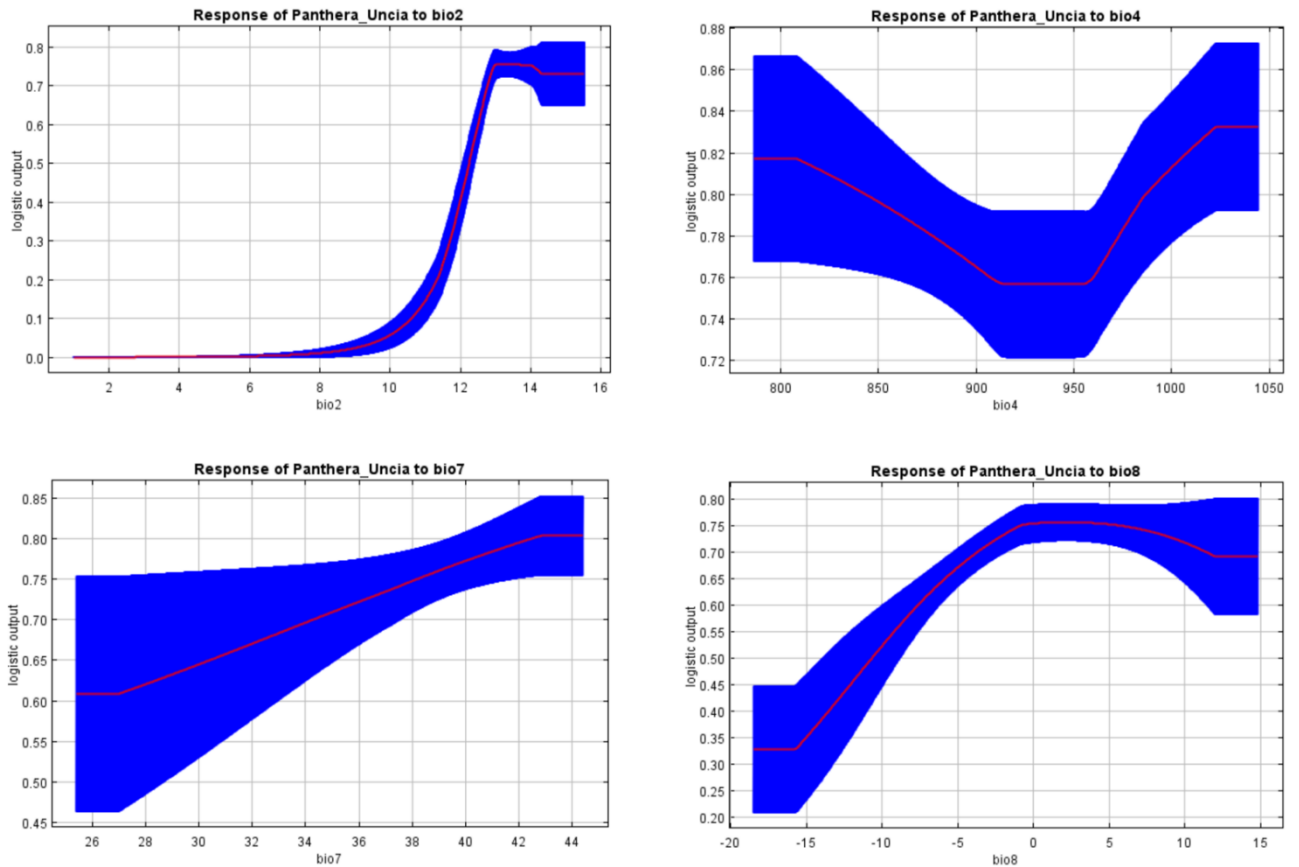 Response of Panthera_Uncia to bio2
logistic output
0.8
0.7
0.6
0.5
0.4
0.3
0.2
0.1
0.0
2 4 6 8 10 12 14 16
bio2
Response of Panthera_Uncia to bio4
logistic output
0.88
0.86
0.84
0.82
0.80
0.78
0.76
0.74
0.72
800 850 900 950 1000 1050
bio4
Response of Panthera_Uncia to bio7
logistic output
0.85
0.80
0.75
0.70
0.65
0.60
0.55
0.50
0.45
26 28 30 32 34 36 38 40 42 44
bio7
Response of Panthera_Uncia to bio8
logistic output
0.80
0.75
0.70
0.65
0.60
0.55
0.50
0.45
0.40
0.35
0.30
0.25
0.20
-20 -15 -10 -5 0 5 10 15
bio8